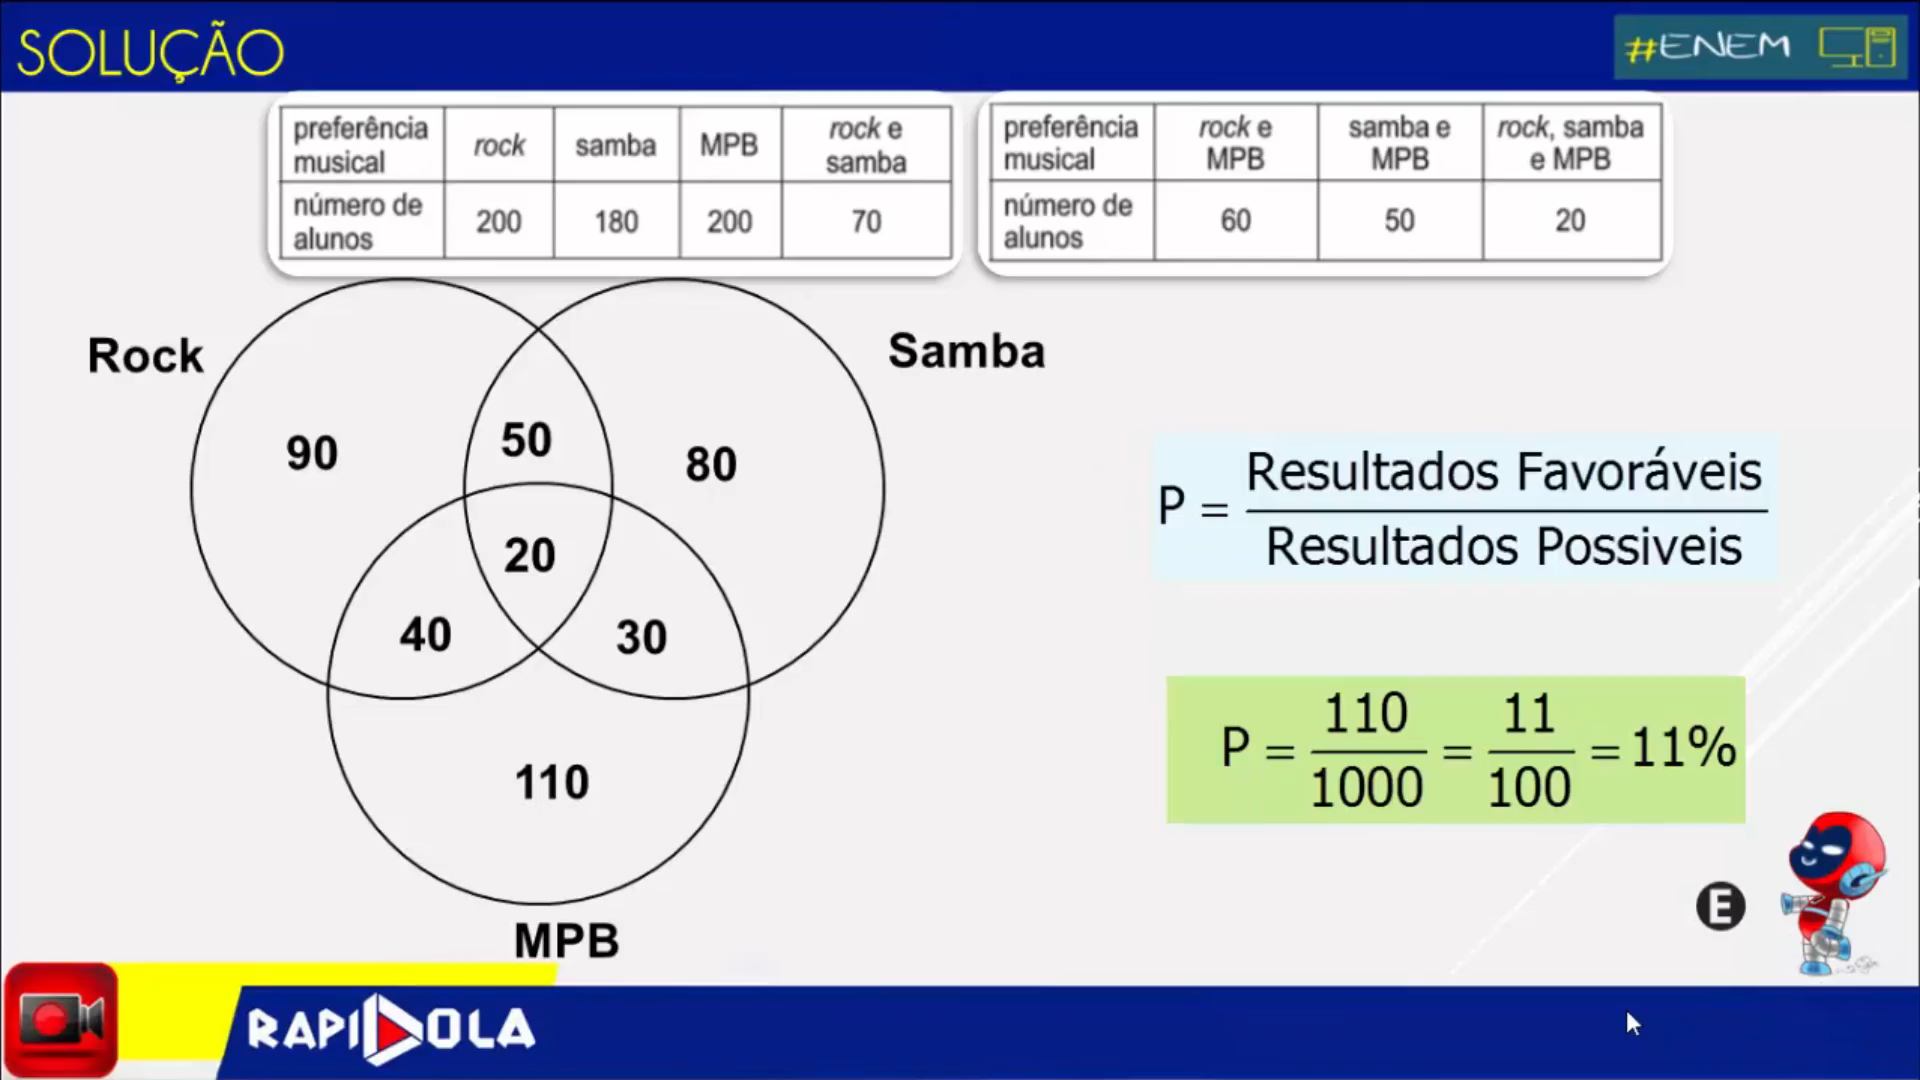 SOLUÇÃO
#ENEM
preferência musical rock samba MPB rock e samba
número de alunos 200 180 200 70
preferência musical rock e MPB samba e MPB rock, samba e MPB
número de alunos 60 50 20
Rock
Samba
90
50
80
20
40
30
110
MPB
P = Resultados Favoráveis / Resultados Possiveis
P = 110/1000 = 11/100 = 11%
E
RAPIDOLA